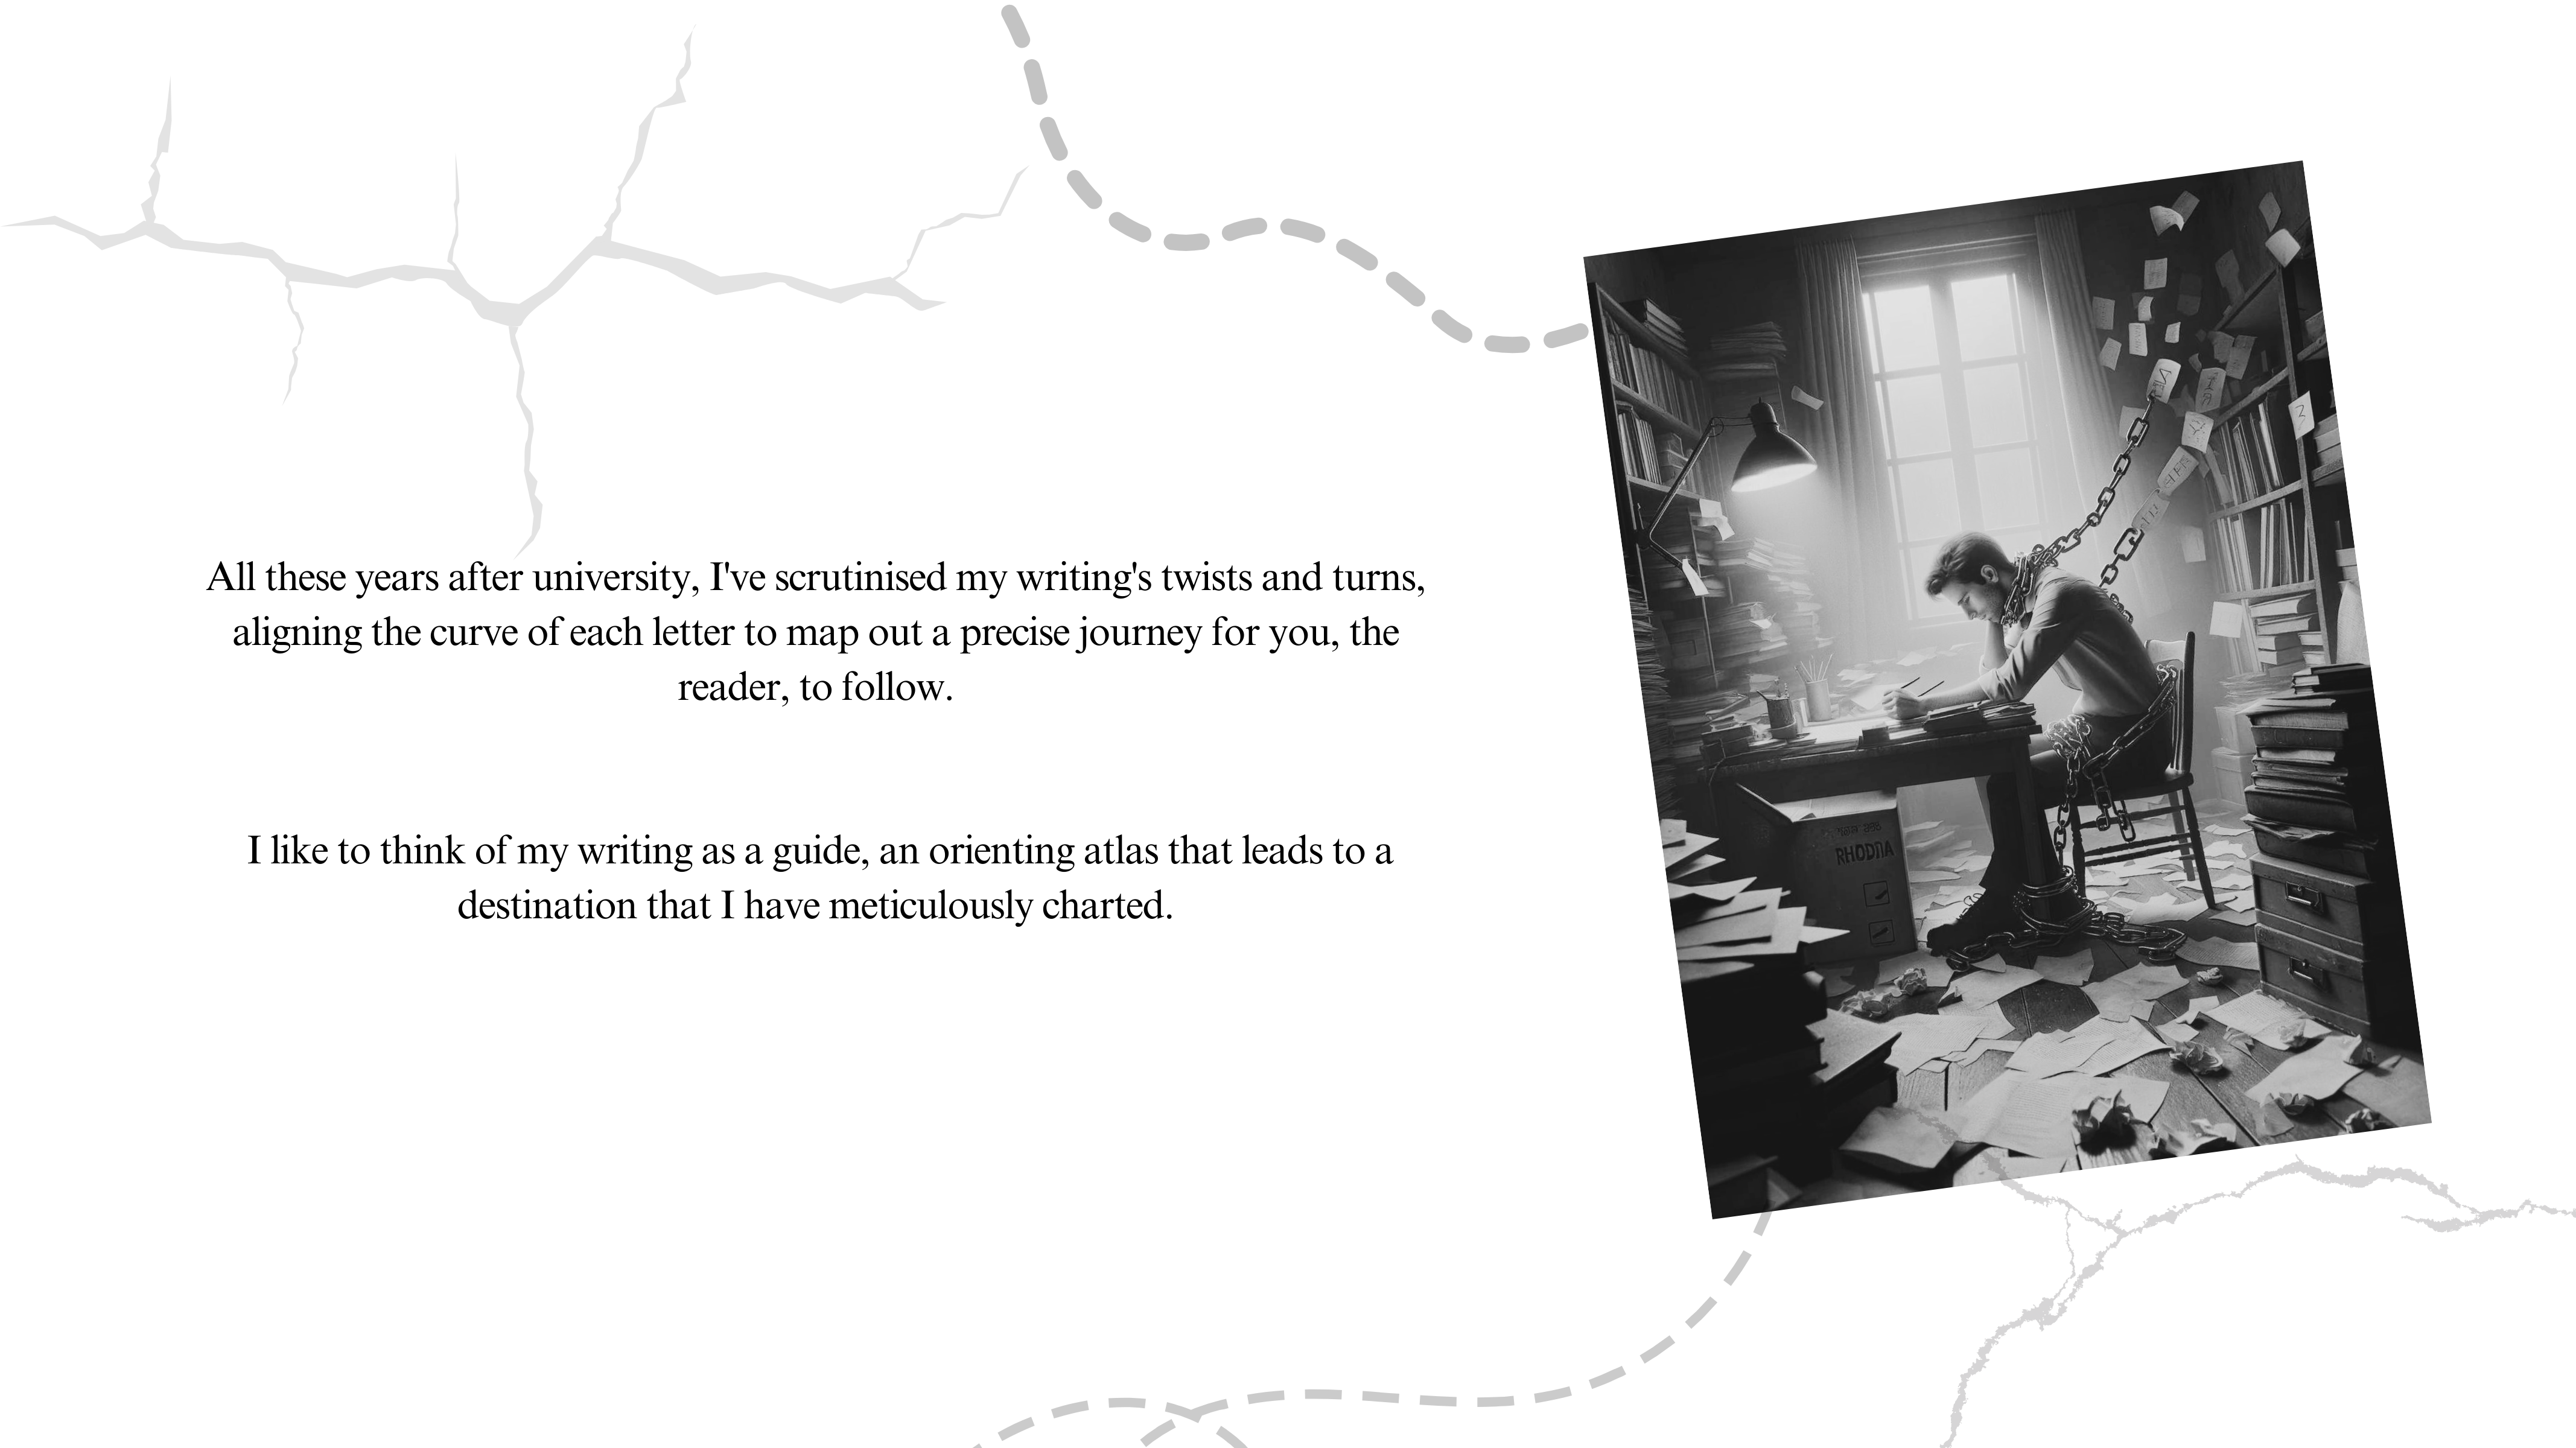 All these years after university, I've scrutinised my writing's twists and turns,
aligning the curve of each letter to map out a precise journey for you, the
reader, to follow.
I like to think of my writing as a guide, an orienting atlas that leads to a
destination that I have meticulously charted.